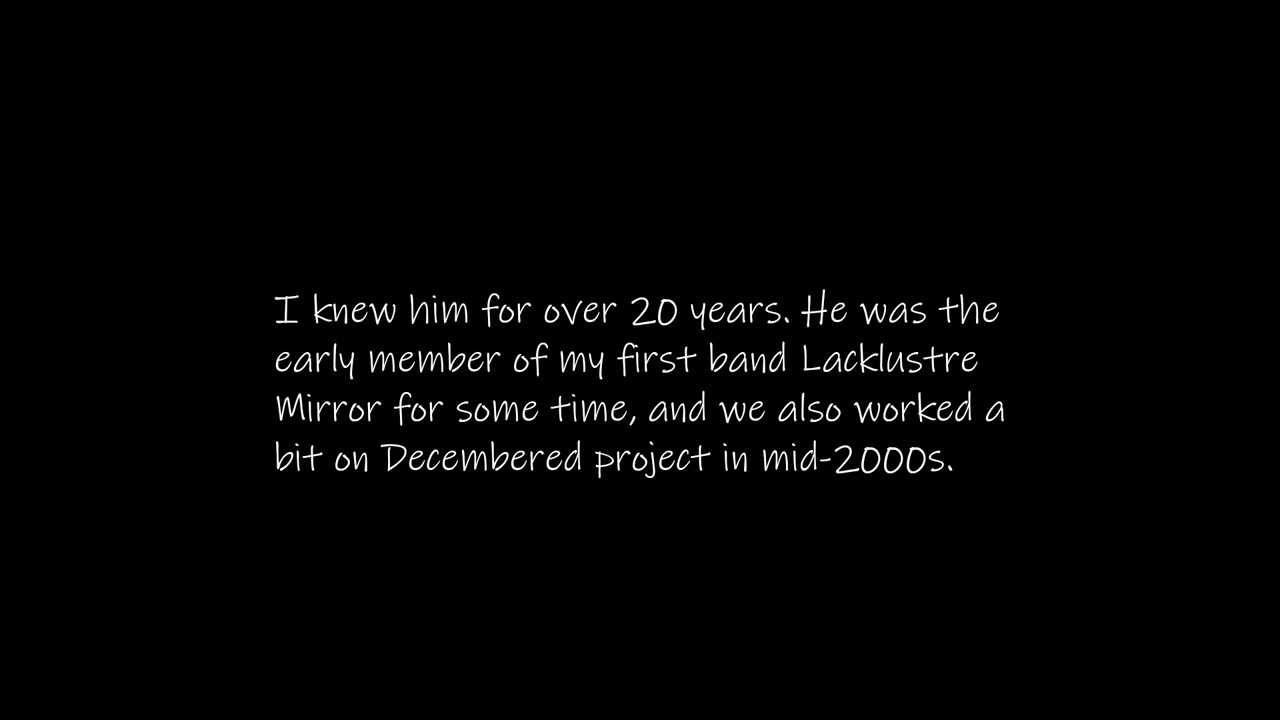 I knew him for over 20 years. He was the
early member of my first band Lacklustre
Mirror for some time, and we also worked a
bit on Decembered project in mid-2000s.